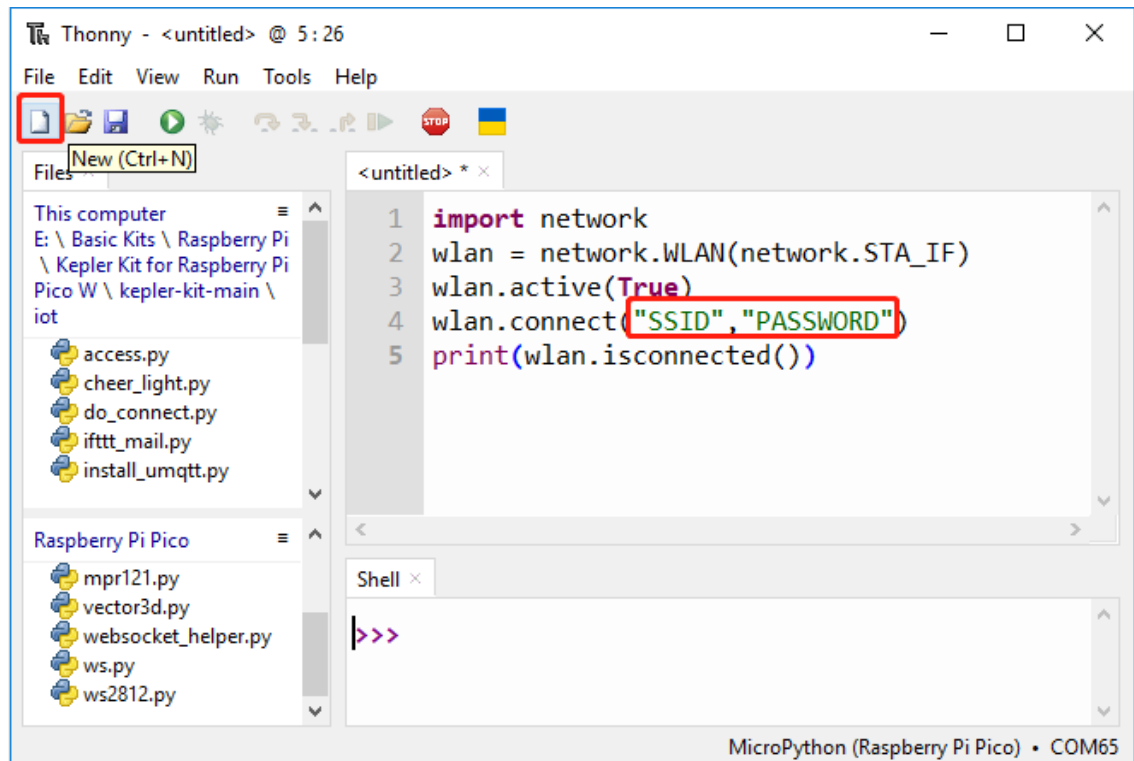 Thonny - <untitled> @ 5:26
File Edit View Run Tools Help
STOP
New (Ctrl+N)
Files
<untitled> *
This computer
E: \ Basic Kits \ Raspberry Pi
\ Kepler Kit for Raspberry Pi
Pico W \ kepler-kit-main \
iot
access.py
cheer_light.py
do_connect.py
ifttt_mail.py
install_umqtt.py
1 import network
2 wlan = network.WLAN(network.STA_IF)
3 wlan.active(True)
4 wlan.connect("SSID","PASSWORD")
5 print(wlan.isconnected())
Raspberry Pi Pico
mpr121.py
vector3d.py
websocket_helper.py
ws.py
ws2812.py
Shell
>>>
MicroPython (Raspberry Pi Pico) • COM65